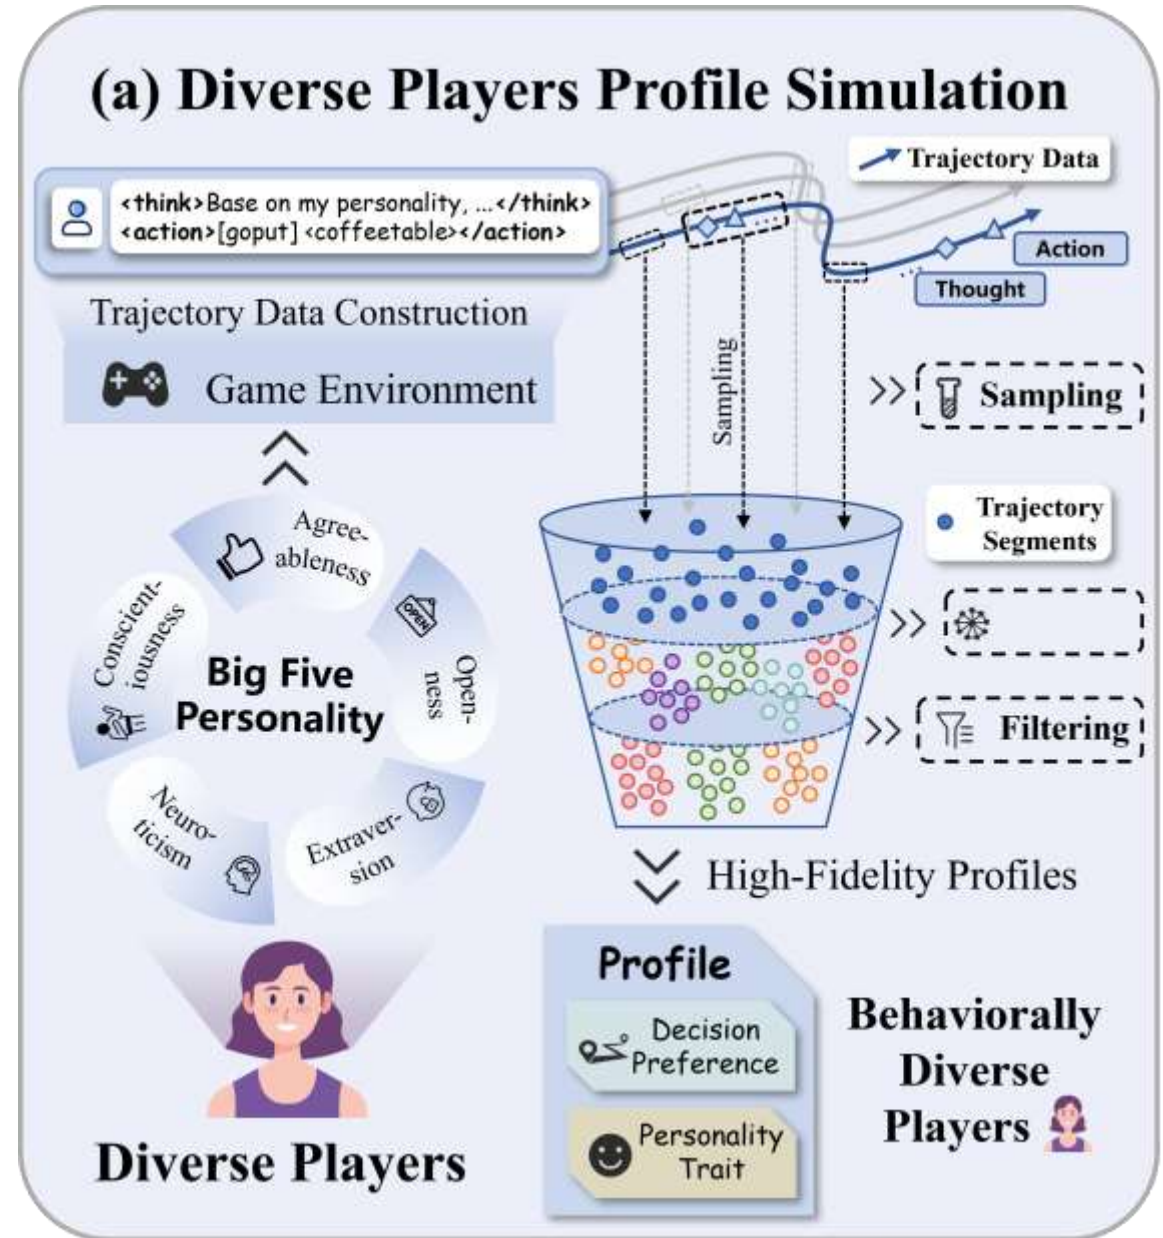 (a) Diverse Players Profile Simulation
<think>Base on my personality, ...</think>
<action>[goput] <coffeetable></action>
Trajectory Data
Action
Thought
...
...
Trajectory Data Construction
Game Environment
Sampling
Sampling
Trajectory
Segments
Filtering
Agree-
ableness
OPEN
Open-
ness
Conscient-
iousness
Big Five
Personality
Neuro-
ticism
Extraver-
sion
High-Fidelity Profiles
Profile
Decision
Preference
Personality
Trait
Behaviorally
Diverse
Players
Diverse Players